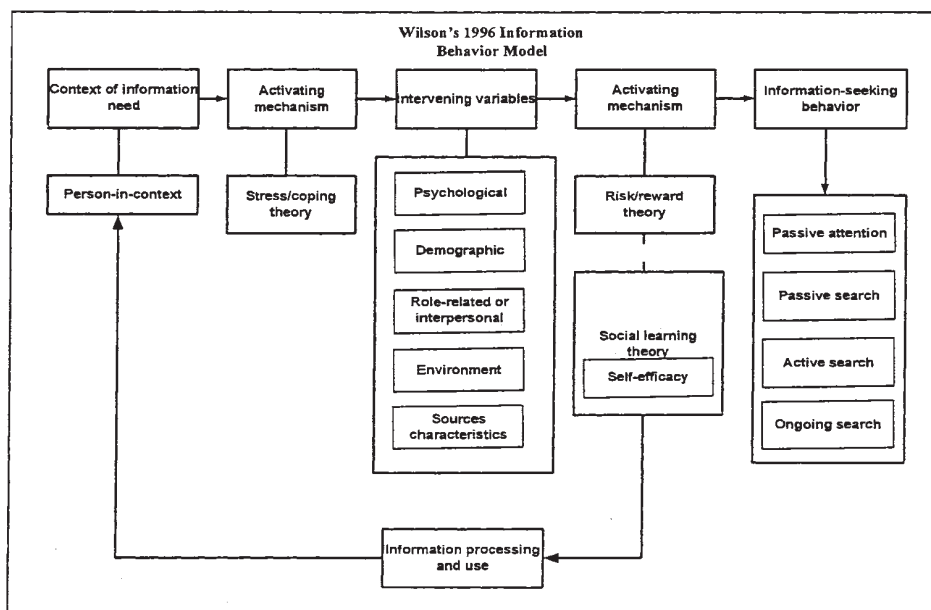 Wilson's 1996 Information
Behavior Model
Context of information
need
Activating
mechanism
Intervening variables
Activating
mechanism
Information-seeking
behavior
Person-in-context
Stress/coping
theory
Psychological
Demographic
Role-related or
interpersonal
Environment
Sources
characteristics
Risk/reward
theory
Social learning
theory
Self-efficacy
Passive attention
Passive search
Active search
Ongoing search
Information processing
and use